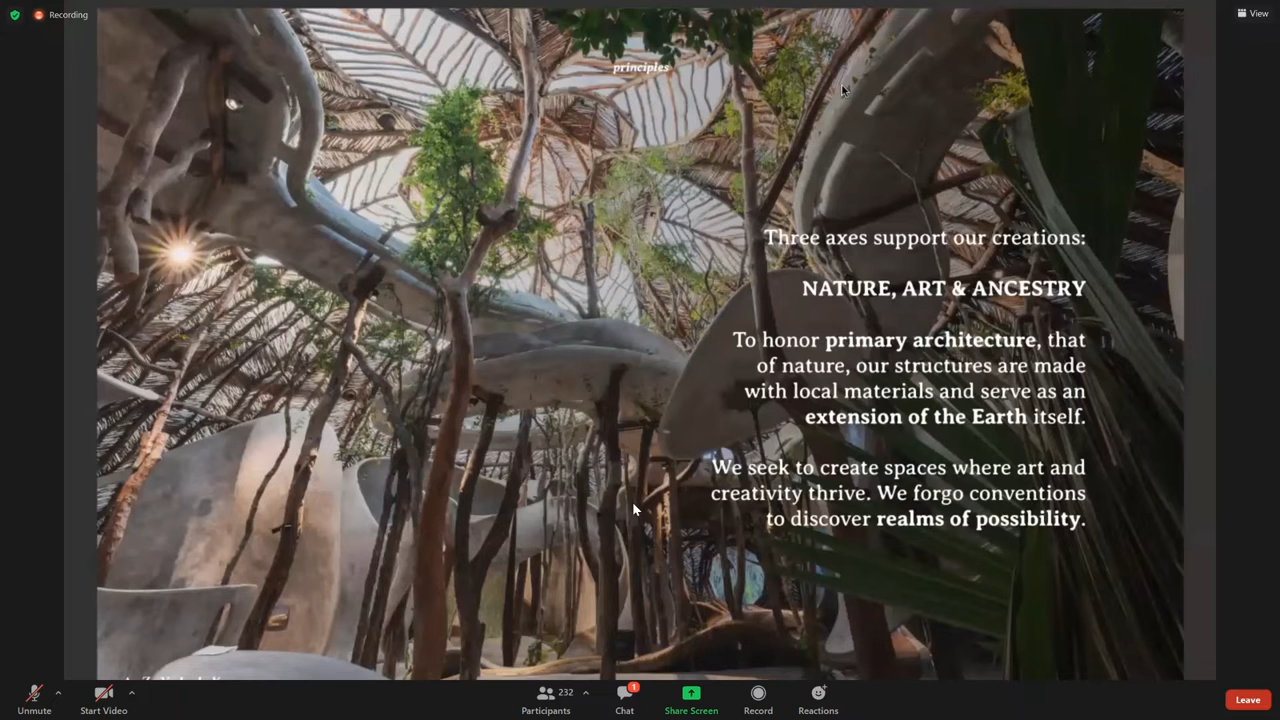 Recording
View
principles
Three axes support our creations:
NATURE, ART & ANCESTRY
To honor primary architecture, that
of nature, our structures are made
with local materials and serve as an
extension of the Earth itself.
We seek to create spaces where art and
creativity thrive. We forgo conventions
to discover realms of possibility.
Unmute
Start Video
232
Participants
1
Chat
Share Screen
Record
Reactions
Leave